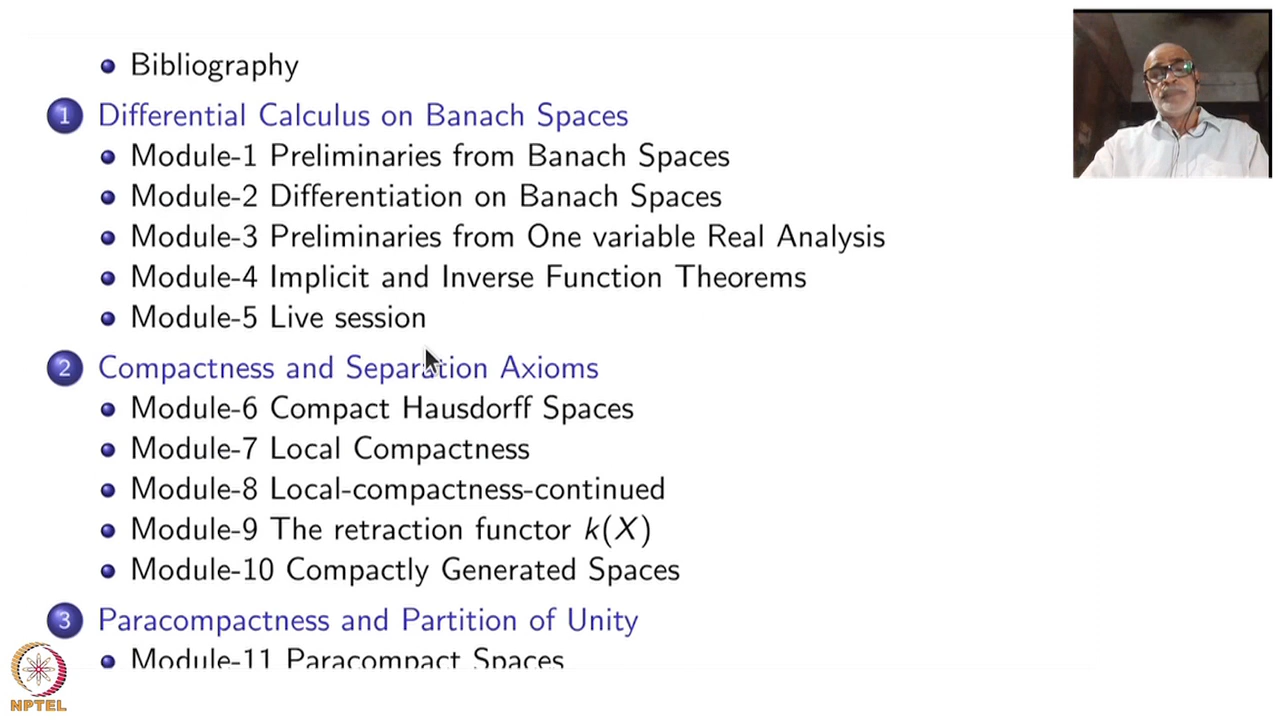 Bibliography
1 Differential Calculus on Banach Spaces
Module-1 Preliminaries from Banach Spaces
Module-2 Differentiation on Banach Spaces
Module-3 Preliminaries from One variable Real Analysis
Module-4 Implicit and Inverse Function Theorems
Module-5 Live session
2 Compactness and Separation Axioms
Module-6 Compact Hausdorff Spaces
Module-7 Local Compactness
Module-8 Local-compactness-continued
Module-9 The retraction functor k(X)
Module-10 Compactly Generated Spaces
3 Paracompactness and Partition of Unity
Module-11 Paracompact Spaces
NPTEL